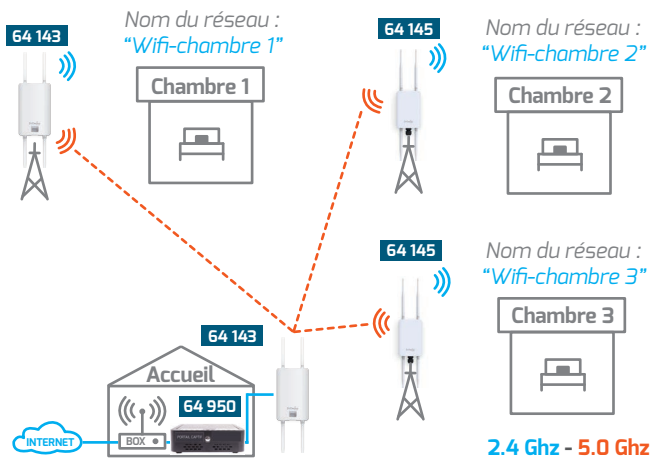 64 143
Nom du réseau :
“Wifi-chambre 1”
Chambre 1
64 145
Nom du réseau :
“Wifi-chambre 2”
Chambre 2
64 145
Nom du réseau :
“Wifi-chambre 3”
Chambre 3
64 143
Accueil
64 950
INTERNET
BOX
2.4 Ghz - 5.0 Ghz